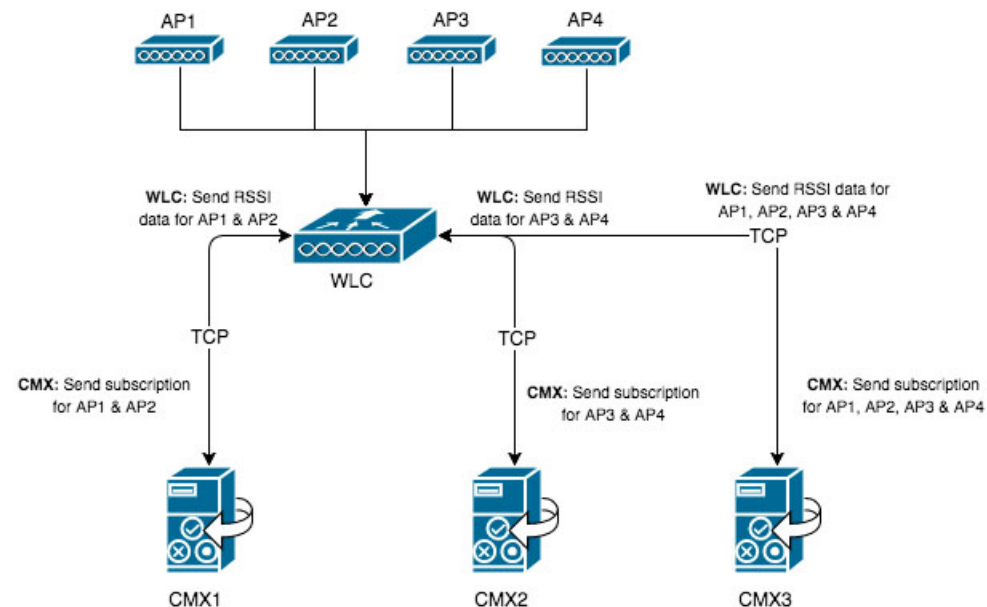 AP1
AP2
AP3
AP4
WLC: Send RSSI
data for AP1 & AP2
WLC: Send RSSI
data for AP3 & AP4
WLC: Send RSSI data for
AP1, AP2, AP3 & AP4
TCP
WLC
TCP
TCP
CMX: Send subscription
for AP1 & AP2
CMX: Send subscription
for AP3 & AP4
CMX: Send subscription
for AP1, AP2, AP3 & AP4
CMX1
CMX2
CMX3